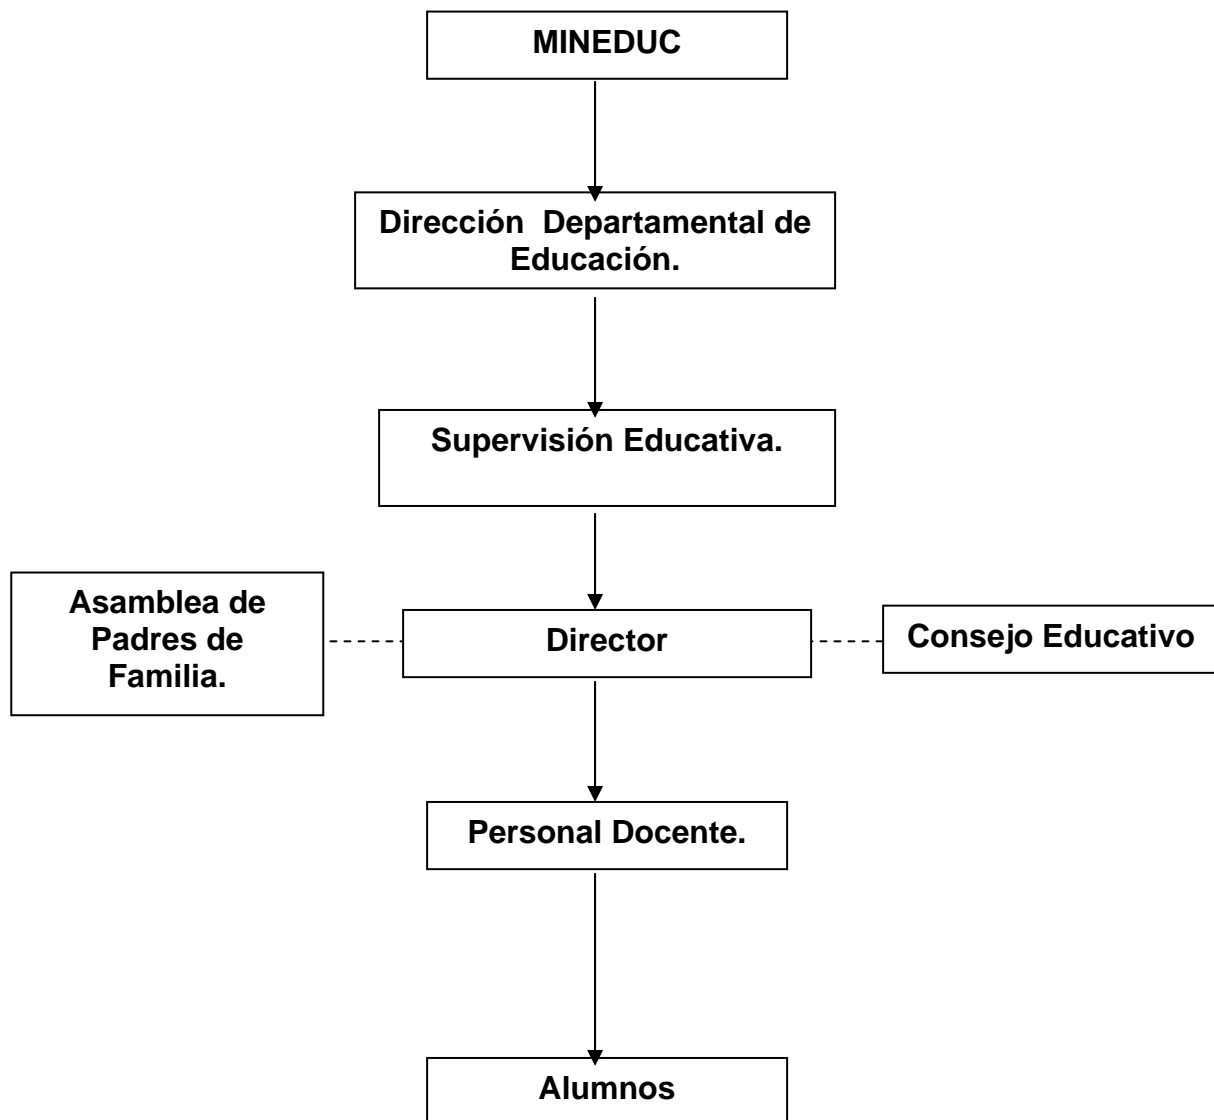 MINEDUC
Dirección  Departamental de
Educación.
Supervisión Educativa.
Asamblea de
Padres de
Familia.
Director
Consejo Educativo
Personal Docente.
Alumnos